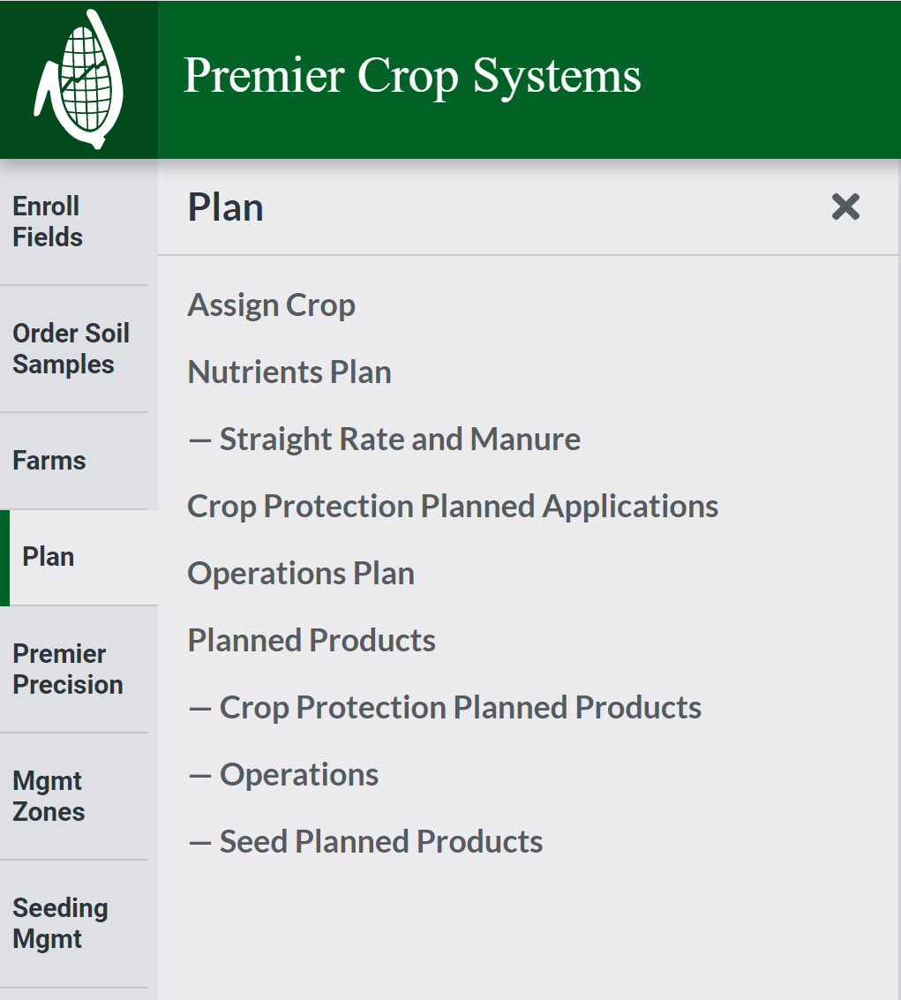 Premier Crop Systems
Enroll
Fields
Order Soil
Samples
Farms
Plan
Premier
Precision
Mgmt
Zones
Seeding
Mgmt
Plan
Assign Crop
Nutrients Plan
— Straight Rate and Manure
Crop Protection Planned Applications
Operations Plan
Planned Products
— Crop Protection Planned Products
— Operations
— Seed Planned Products